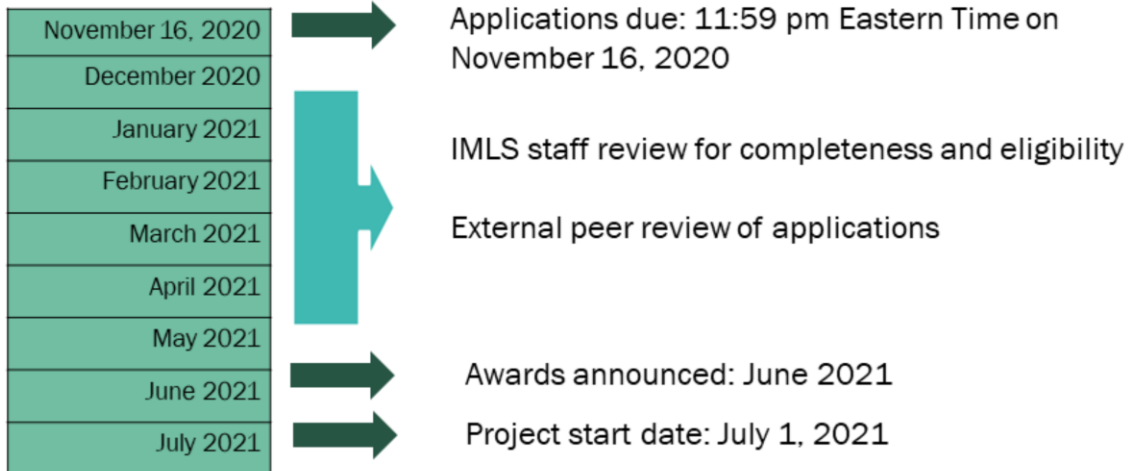 November 16, 2020
December 2020
January 2021
February 2021
March 2021
April 2021
May 2021
June 2021
July 2021
Applications due: 11:59 pm Eastern Time on
November 16, 2020
IMLS staff review for completeness and eligibility
External peer review of applications
Awards announced: June 2021
Project start date: July 1, 2021